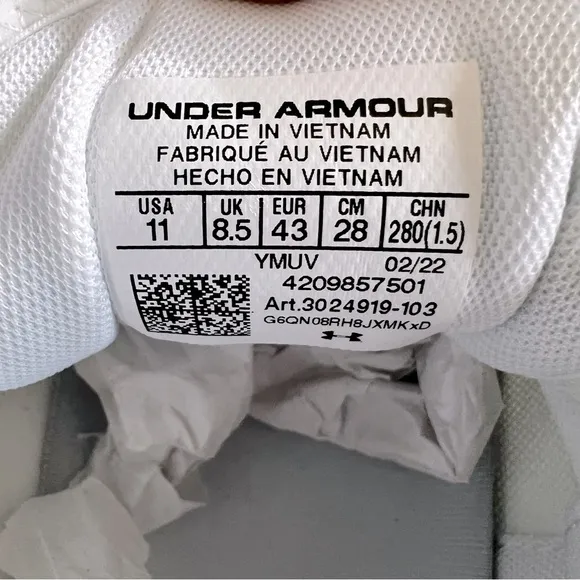 UNDER ARMOUR
MADE IN VIETNAM
FABRIQUÉ AU VIETNAM
HECHO EN VIETNAM
USA UK EUR CM CHN
11 8.5 43 28 280(1.5)
YMUV 02/22
4209857501
Art.3024919-103
G6QN08RH8JXMKxD